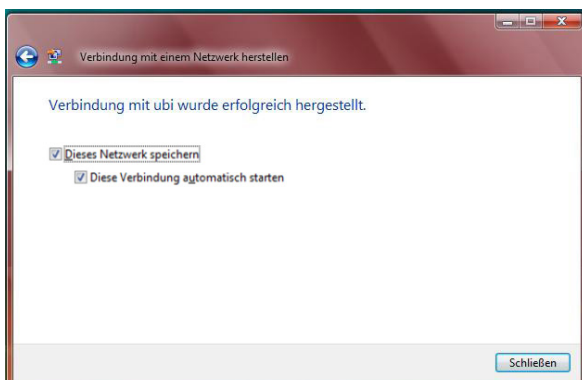 Verbindung mit einem Netzwerk herstellen
Verbindung mit ubi wurde erfolgreich hergestellt.
Dieses Netzwerk speichern
Diese Verbindung automatisch starten
Schließen